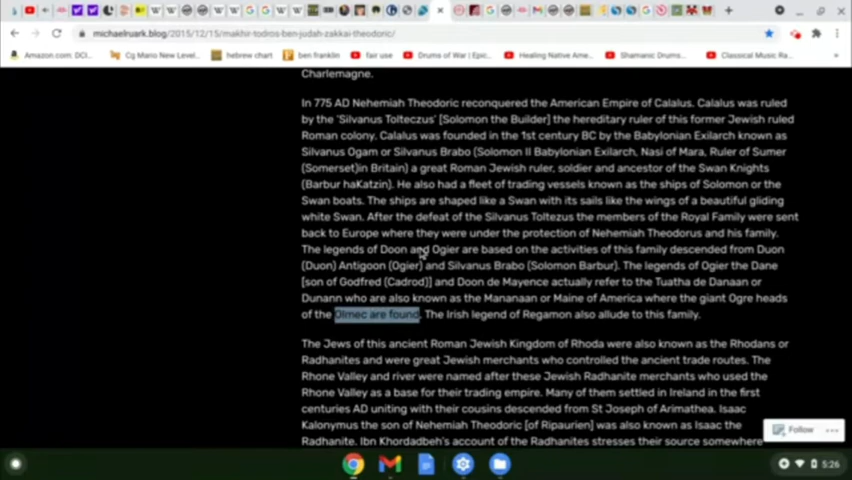 michaelruark.blog/2015/12/15/makhir-todros-ben-judah-zakkai-theodoric/
Amazon.com: DCI...
Cg Mario New Level...
hebrew chart
ben franklin
fair use
Drums of War | Epic...
Healing Native Ame...
Shamanic Drums...
Classical Music Ra...
Charlemagne.
In 775 AD Nehemiah Theodoric reconquered the American Empire of Calalus. Calalus was ruled
by the 'Silvanus Tolteczus' [Solomon the Builder] the hereditary ruler of this former Jewish ruled
Roman colony. Calalus was founded in the 1st century BC by the Babylonian Exilarch known as
Silvanus Ogam or Silvanus Brabo (Solomon II Babylonian Exilarch, Nasi of Mara, Ruler of Sumer
(Somerset)in Britain) a great Roman Jewish ruler, soldier and ancestor of the Swan Knights
(Barbur haKatzin). He also had a fleet of trading vessels known as the ships of Solomon or the
Swan boats. The ships are shaped like a Swan with its sails like the wings of a beautiful gliding
white Swan. After the defeat of the Silvanus Toltezus the members of the Royal Family were sent
back to Europe where they were under the protection of Nehemiah Theodorus and his family.
The legends of Doon and Ogier are based on the activities of this family descended from Duon
(Duon) Antigoon (Ogier) and Silvanus Brabo (Solomon Barbur). The legends of Ogier the Dane
[son of Godfred (Cadrod)] and Doon de Mayence actually refer to the Tuatha de Danaan or
Dunann who are also known as the Mananaan or Maine of America where the giant Ogre heads
of the Olmec are found. The Irish legend of Regamon also allude to this family.
The Jews of this ancient Roman Jewish Kingdom of Rhoda were also known as the Rhodans or
Radhanites and were great Jewish merchants who controlled the ancient trade routes. The
Rhone Valley and river were named after these Jewish Radhanite merchants who used the
Rhone Valley as a base for their trading empire. Many of them settled in Ireland in the first
centuries AD uniting with their cousins descended from St Joseph of Arimathea. Isaac
Kalonymus the son of Nehemiah Theodoric [of Ripaurien] was also known as Isaac the
Radhanite. Ibn Khordadbeh's account of the Radhanites stresses their source somewhere
Follow
5:26